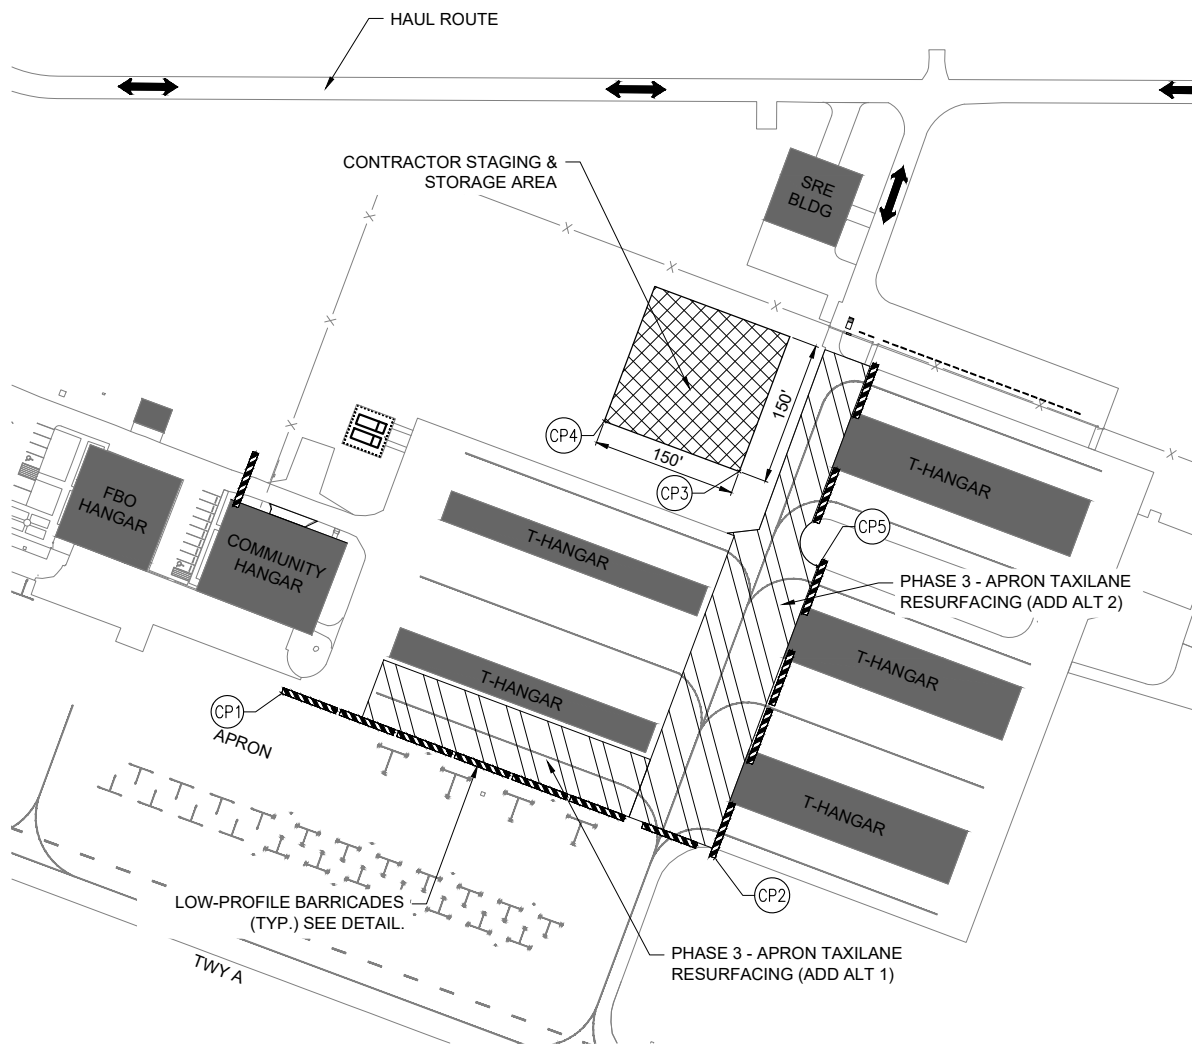 HAUL ROUTE
CONTRACTOR STAGING &
STORAGE AREA
SRE
BLDG
150'
150'
CP4
CP3
T-HANGAR
CP5
FBO
HANGAR
COMMUNITY
HANGAR
T-HANGAR
PHASE 3 - APRON TAXILANE
RESURFACING (ADD ALT 2)
T-HANGAR
T-HANGAR
CP1
APRON
T-HANGAR
LOW-PROFILE BARRICADES
(TYP.) SEE DETAIL.
CP2
PHASE 3 - APRON TAXILANE
RESURFACING (ADD ALT 1)
TWY A